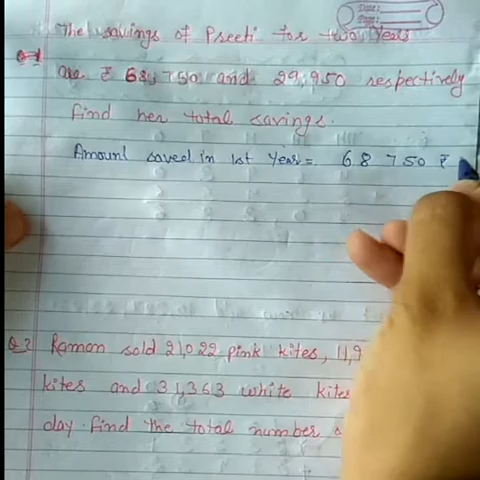 Date:
Page:
The savings of Preeti for two Years
Q-1
are ₹ 68,750 and 29,950 respectively
find her total savings.
Amount saved in 1st Year = 68 750 ₹
Q.2 Raman sold 21,022 pink kites, 11,9
kites and 31,363 white kites
day. find the total number